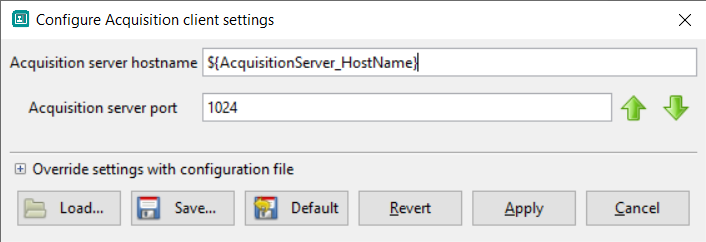 Configure Acquisition client settings
Acquisition server hostname ${AcquisitionServer_HostName}
Acquisition server port 1024
Override settings with configuration file
Load... Save... Default Revert Apply Cancel